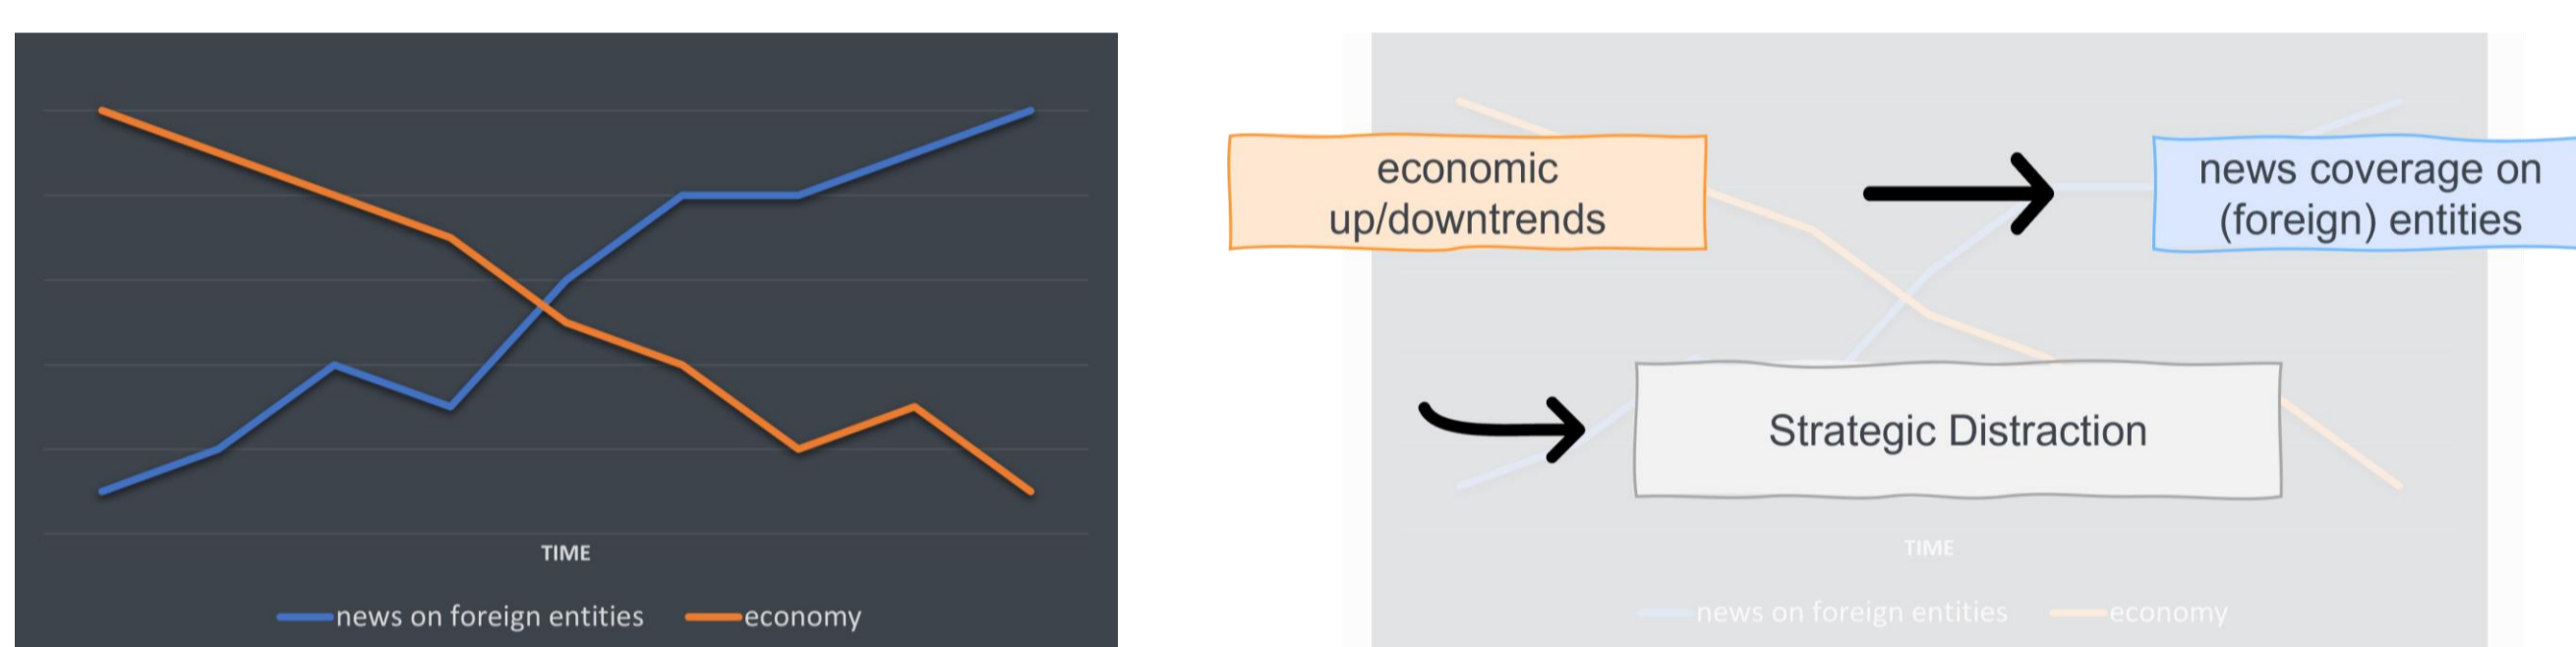 TIME
news on foreign entities
economy
economic
up/downtrends
news coverage on
(foreign) entities
Strategic Distraction
TIME
news on foreign entities
economy